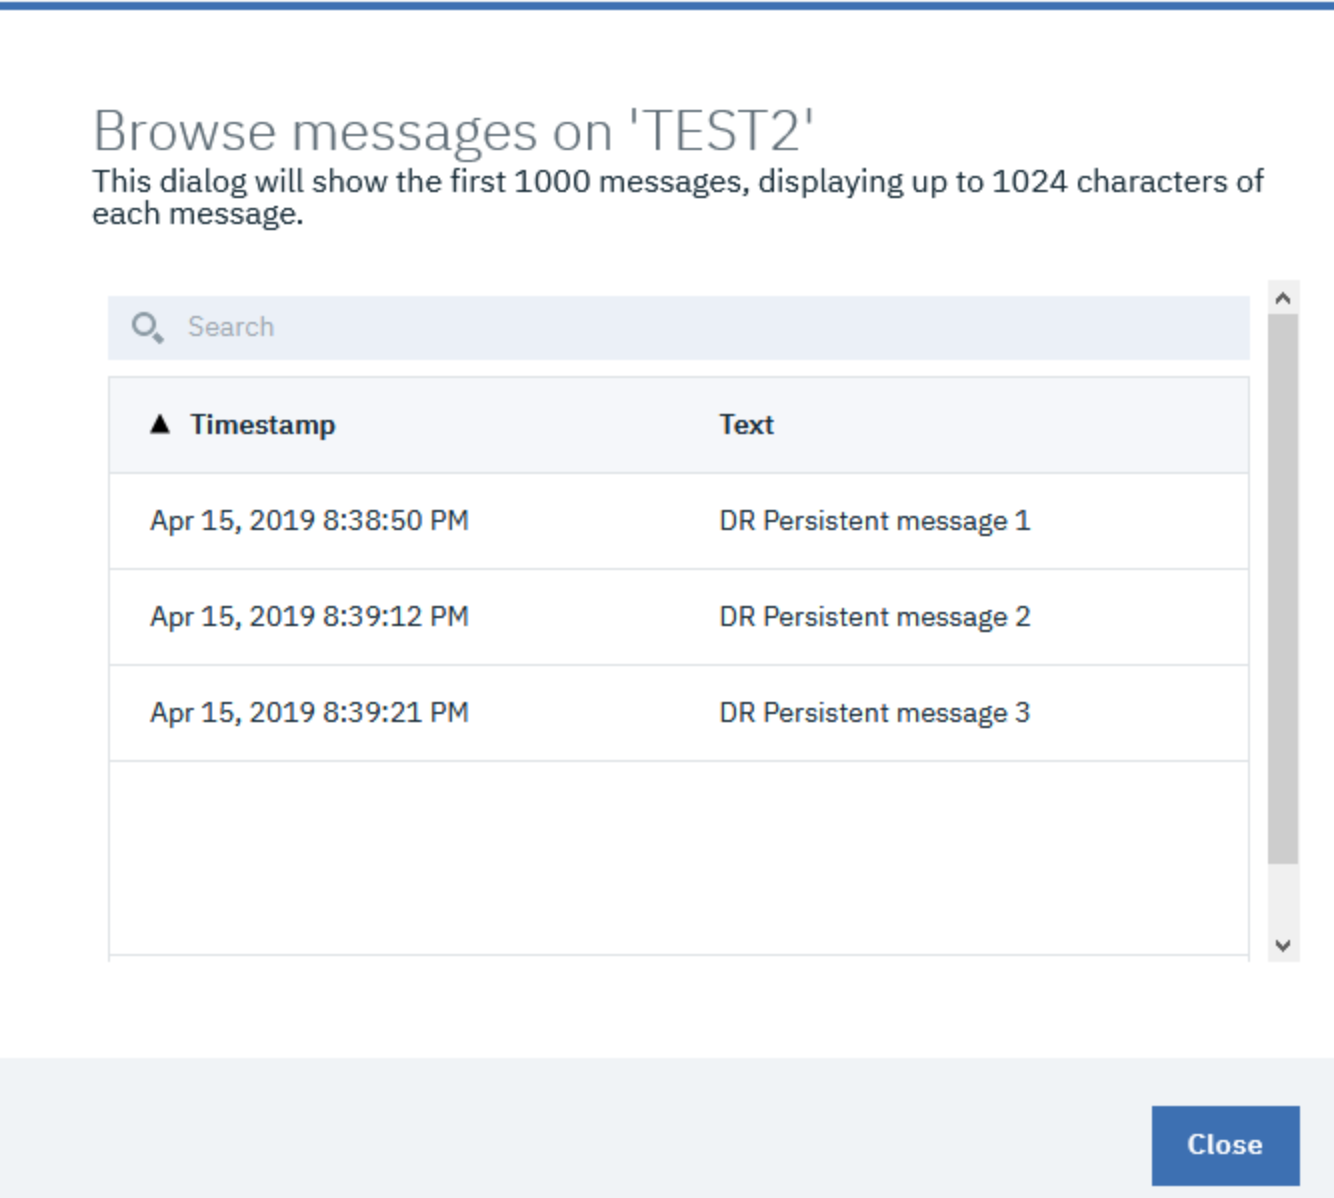 Browse messages on 'TEST2'
This dialog will show the first 1000 messages, displaying up to 1024 characters of
each message.
Search
▲ Timestamp Text
Apr 15, 2019 8:38:50 PM DR Persistent message 1
Apr 15, 2019 8:39:12 PM DR Persistent message 2
Apr 15, 2019 8:39:21 PM DR Persistent message 3
Close